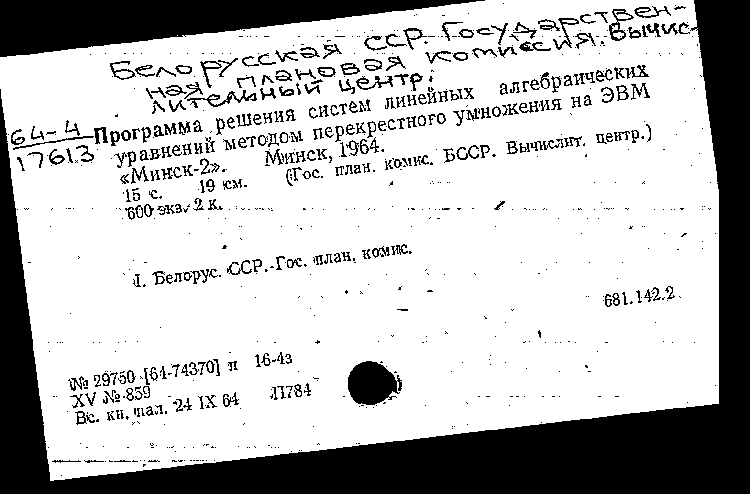 Белорусская ССР. Государствен-
ная плановая комиссия. Вычис-
лительный центр.
64-4
17613
Программа решения систем линейных алгебраических
уравнений методом перекрестного умножения на ЭВМ
«Минск-2». Минск, 1964.
15 с. 19 см. (Гос. план. комис. БССР. Вычислит. центр.)
600 экз. 2 к.
1. Белорус. ССР. Гос. план. комис.
681.142.2
№ 29750 [64-74370] п 16-4з
XV № 859
Вс. кн. пал. 24 IX 64 П784